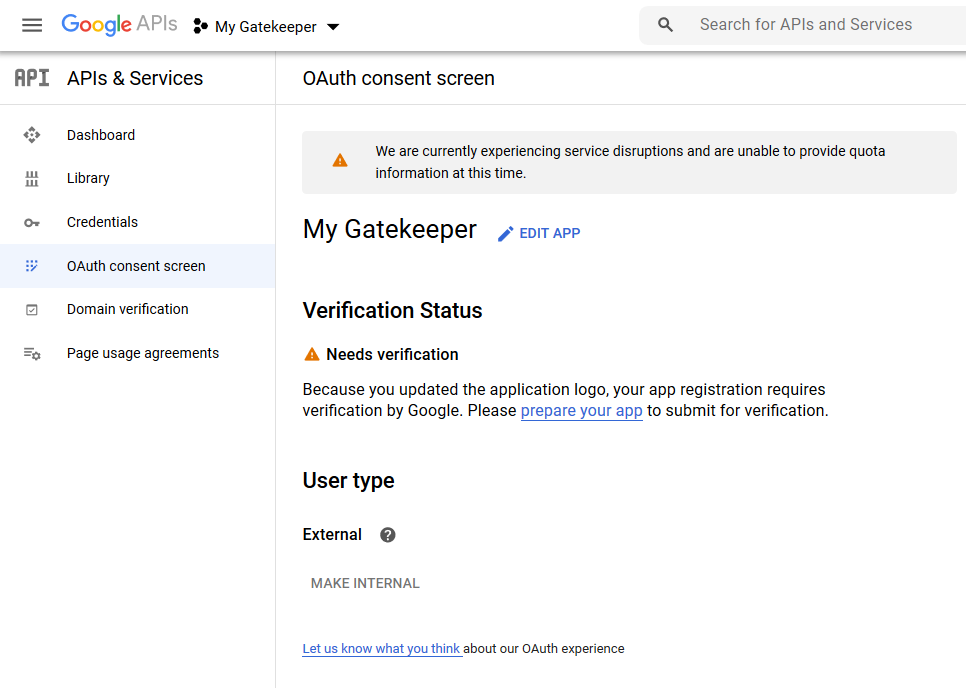 Google APIs My Gatekeeper Search for APIs and Services
API APIs & Services
OAuth consent screen
Dashboard
Library
Credentials
OAuth consent screen
Domain verification
Page usage agreements
We are currently experiencing service disruptions and are unable to provide quota
information at this time.
My Gatekeeper EDIT APP
Verification Status
Needs verification
Because you updated the application logo, your app registration requires
verification by Google. Please prepare your app to submit for verification.
User type
External ?
MAKE INTERNAL
Let us know what you think about our OAuth experience